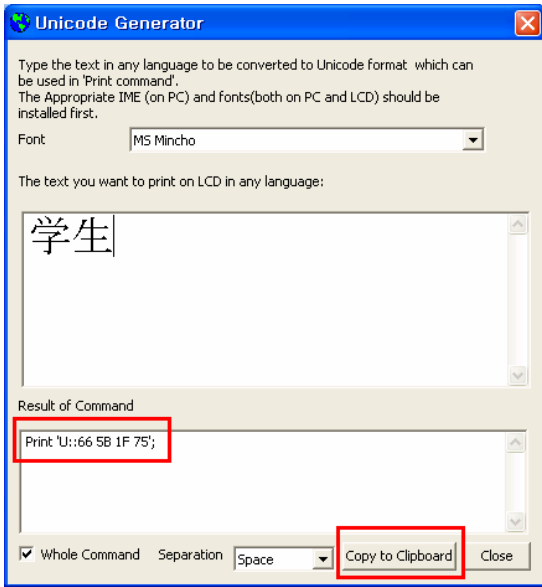 Unicode Generator
Type the text in any language to be converted to Unicode format  which can
be used in 'Print command'.
The Appropriate IME (on PC) and fonts(both on PC and LCD) should be
installed first.
Font MS Mincho
The text you want to print on LCD in any language:
学生
Result of Command
Print 'U::66 5B 1F 75';
Whole Command Separation Space Copy to Clipboard Close